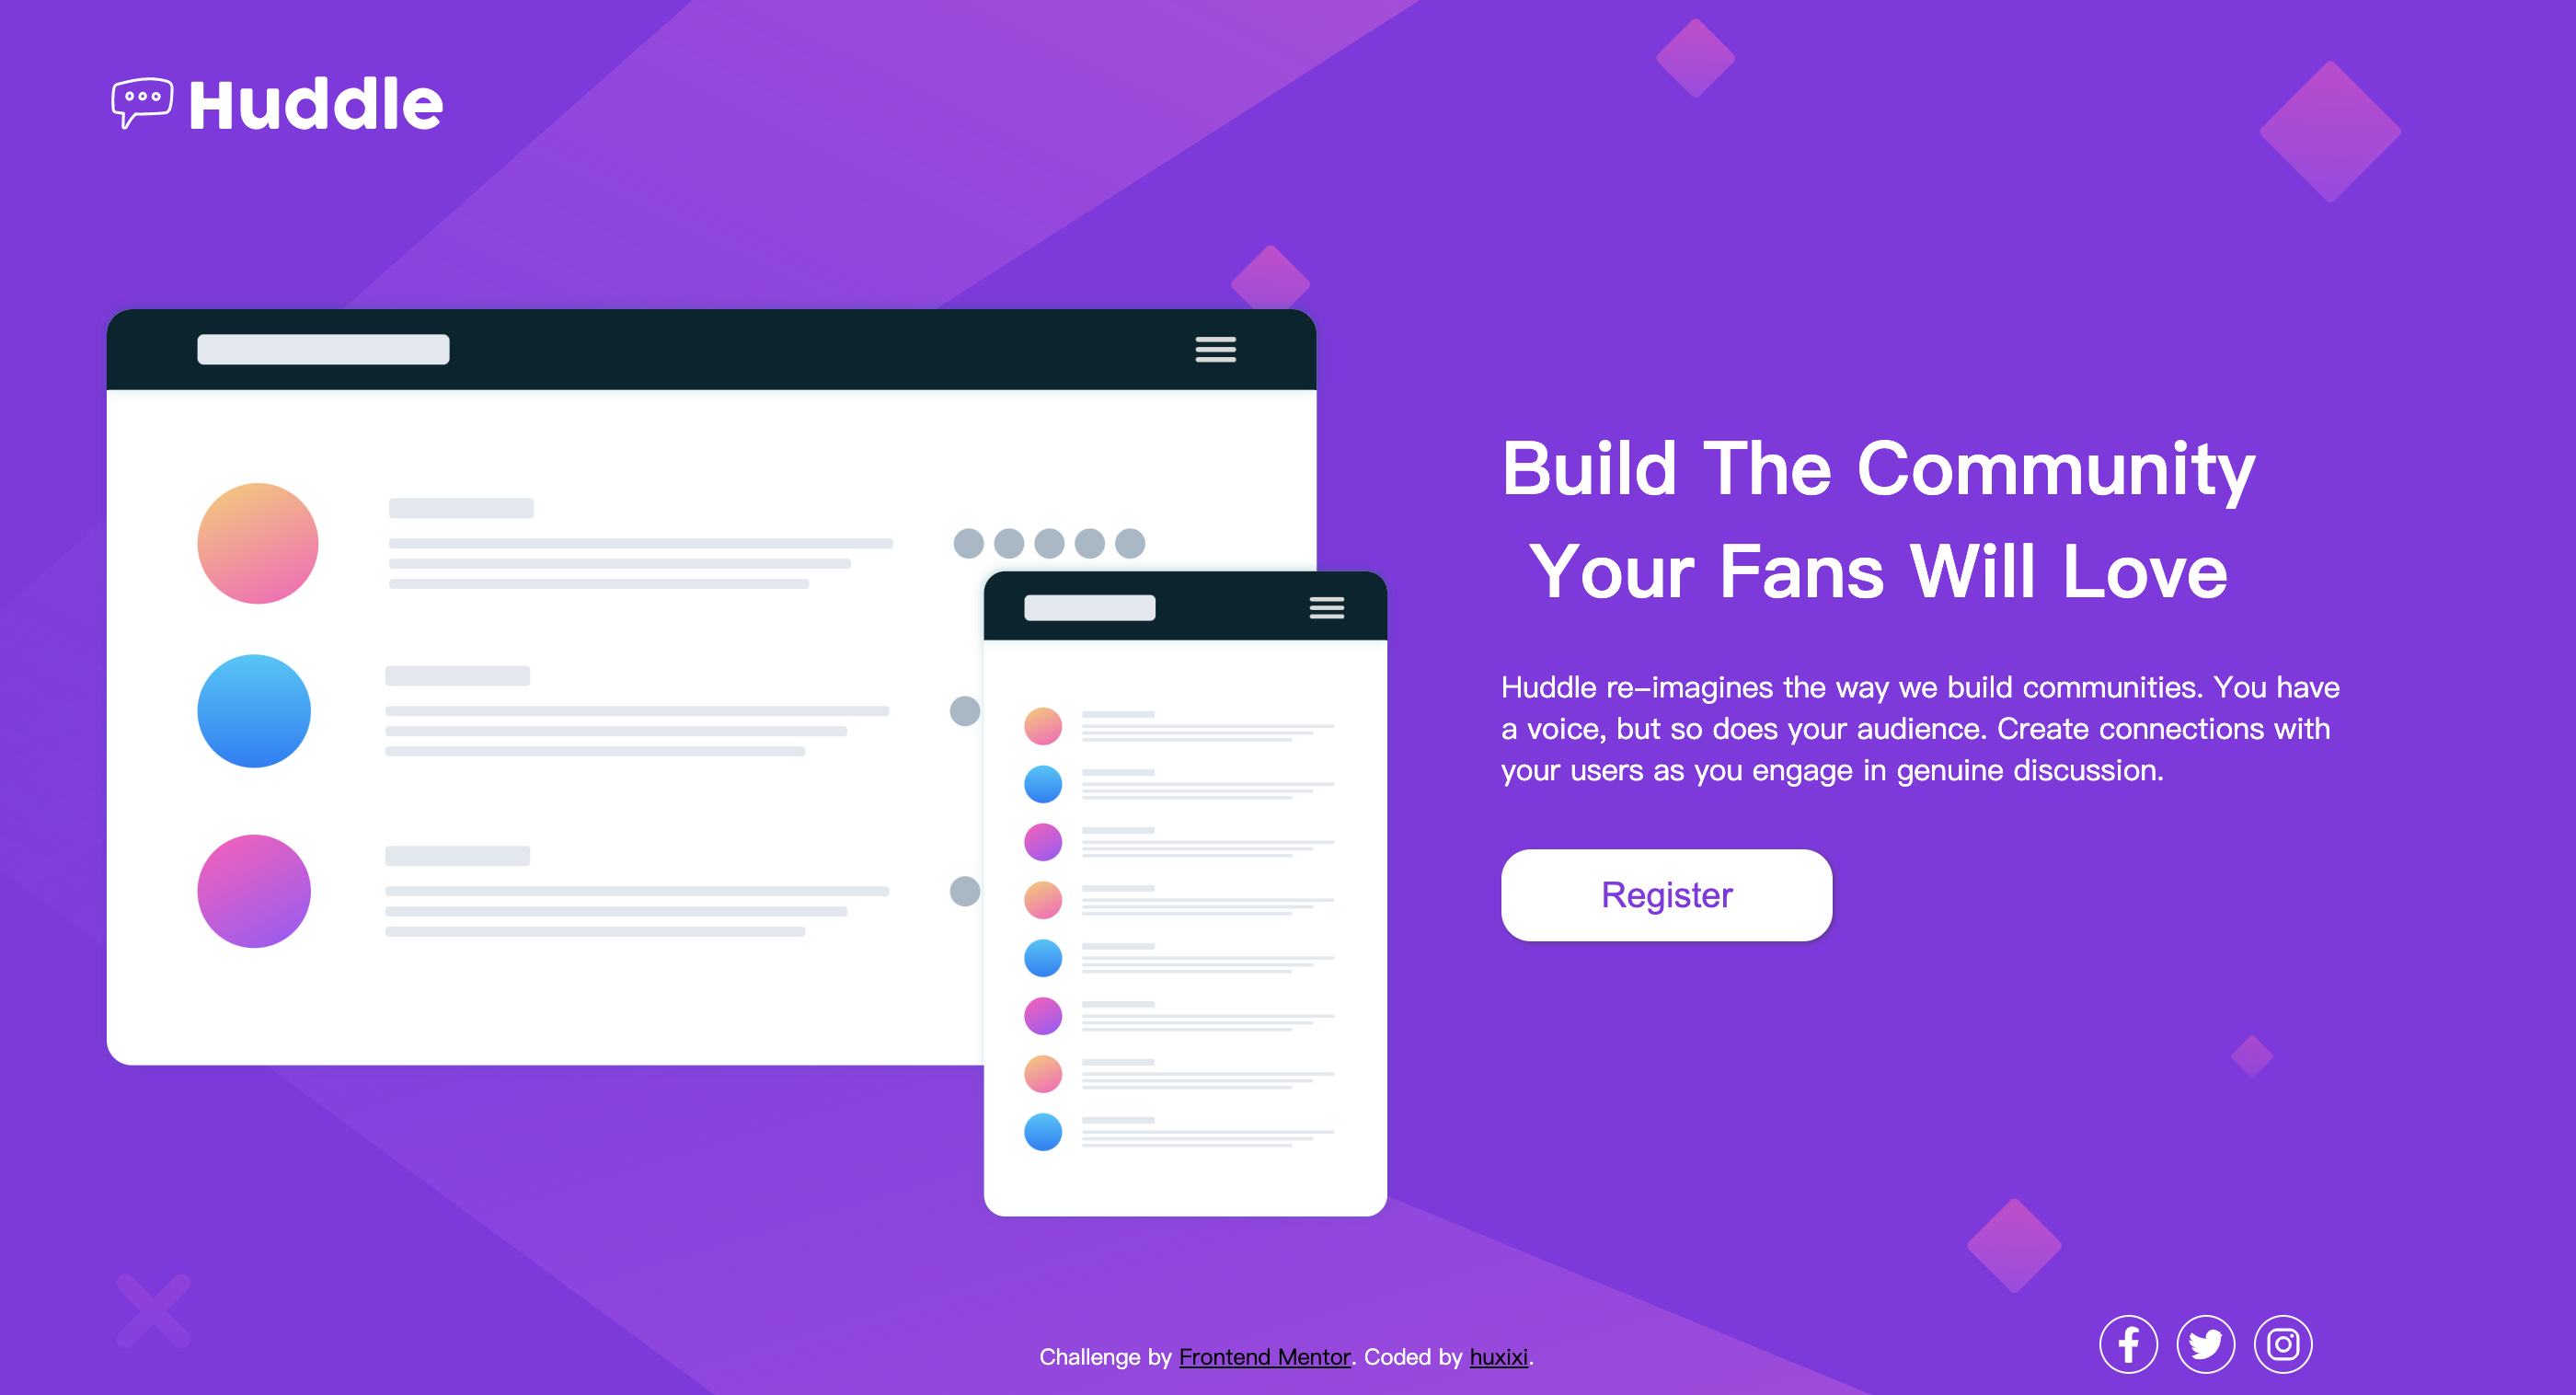 Huddle
Build The Community
Your Fans Will Love
Huddle re-imagines the way we build communities. You have
a voice, but so does your audience. Create connections with
your users as you engage in genuine discussion.
Register
Challenge by Frontend Mentor. Coded by huxixi.